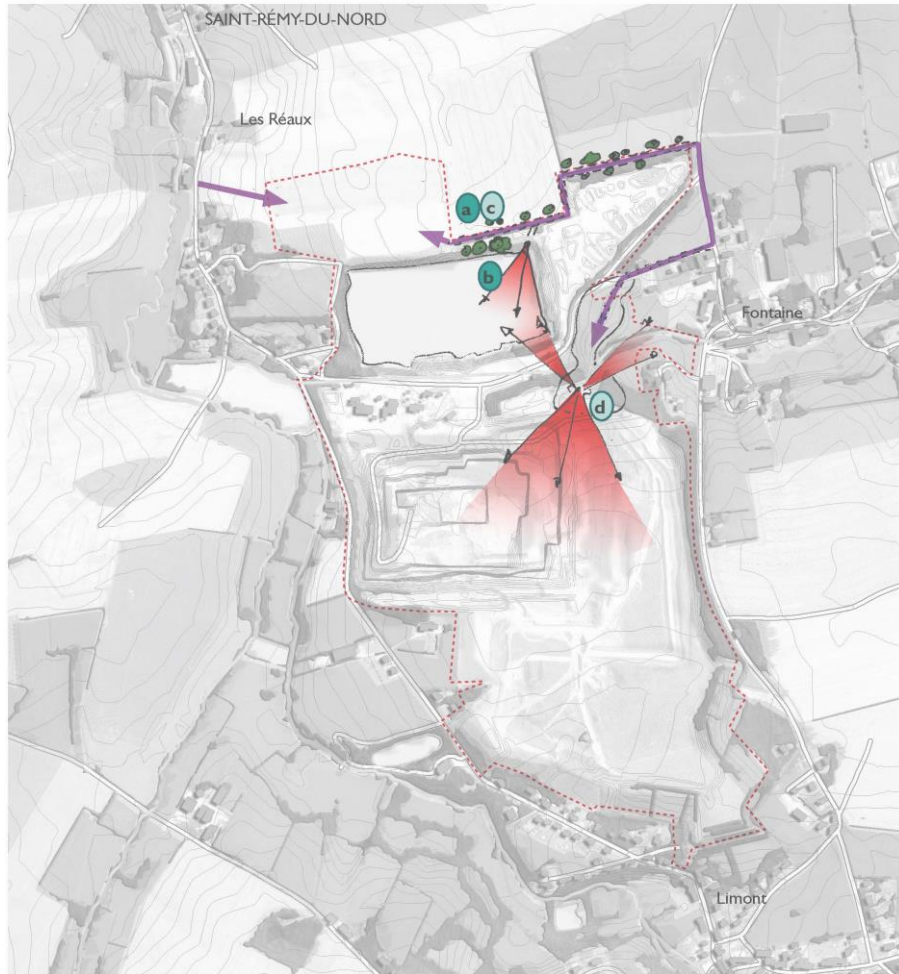 SAINT-RÉMY-DU-NORD
Les Réaux
a c
b
Fontaine
d
Limont